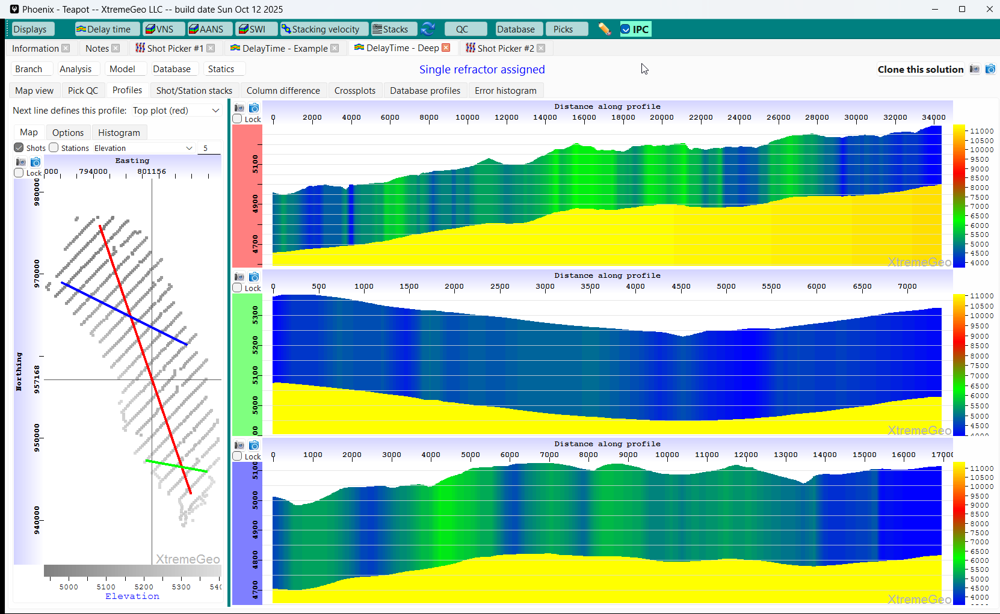 Phoenix - Teapot -- XtremeGeo LLC -- build date Sun Oct 12 2025
Displays Delay time VNS AANS SWI Stacking velocity Stacks QC Database Picks IPC
Information Notes Shot Picker #1 DelayTime - Example DelayTime - Deep Shot Picker #2
Branch Analysis Model Database Statics Single refractor assigned Clone this solution
Map view Pick QC Profiles Shot/Station stacks Column difference Crossplots Database profiles Error histogram
Next line defines this profile: Top plot (red)
Map Options Histogram
Shots Stations Elevation 5
Easting
Lock 000 794000 801156
Northing
980000
970000
957168
950000
940000
XtremeGeo
5000 5100 5200 5300 540
Elevation
Distance along profile
Lock 0 2000 4000 6000 8000 10000 12000 14000 16000 18000 20000 22000 24000 26000 28000 30000 32000 34000
5100
4900
4700
11000
10500
10000
9500
9000
8500
8000
7500
7000
6500
6000
5500
5000
4500
4000
XtremeGeo
Distance along profile
Lock 0 500 1000 1500 2000 2500 3000 3500 4000 4500 5000 5500 6000 6500 7000
5300
5200
5100
5000
00
11000
10500
10000
9500
9000
8500
8000
7500
7000
6500
6000
5500
5000
4500
4000
XtremeGeo
Distance along profile
Lock 0 1000 2000 3000 4000 5000 6000 7000 8000 9000 10000 11000 12000 13000 14000 15000 16000 1700
5100
5000
4900
4800
4700
11000
10500
10000
9500
9000
8500
8000
7500
7000
6500
6000
5500
5000
4500
4000
XtremeGeo